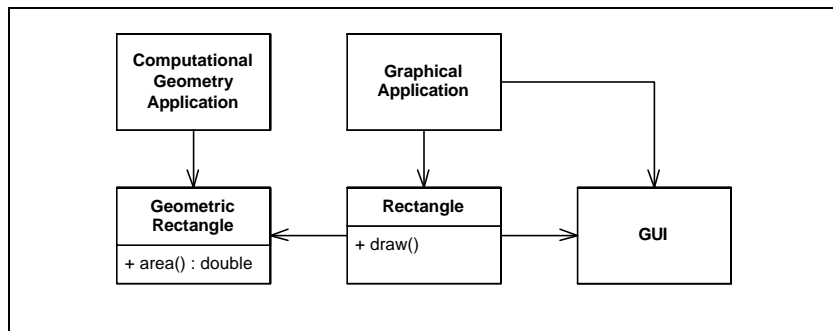 Computational
Geometry
Application
Graphical
Application
Geometric
Rectangle
+ area() : double
Rectangle
+ draw()
GUI